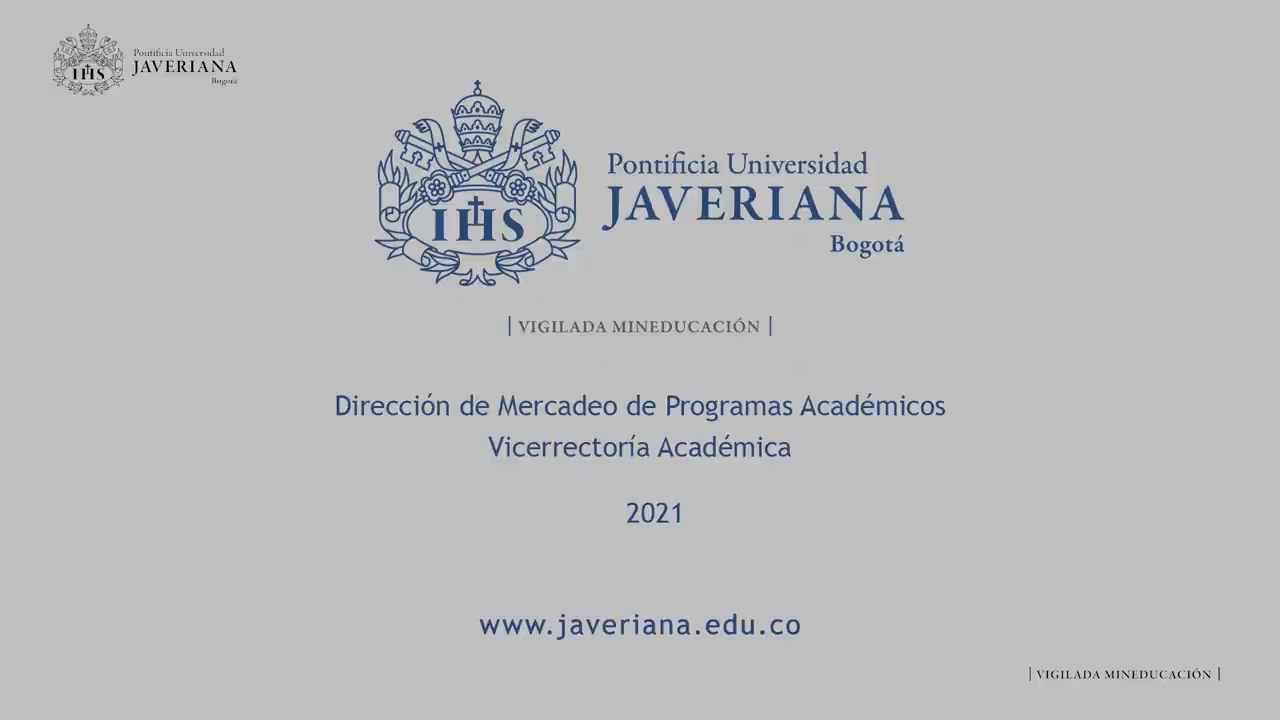 Pontificia Universidad
JAVERIANA
Bogotá
IHS
Pontificia Universidad
JAVERIANA
Bogotá
IHS
| VIGILADA MINEDUCACIÓN |
Dirección de Mercadeo de Programas Académicos
Vicerrectoría Académica
2021
www.javeriana.edu.co
| VIGILADA MINEDUCACIÓN |